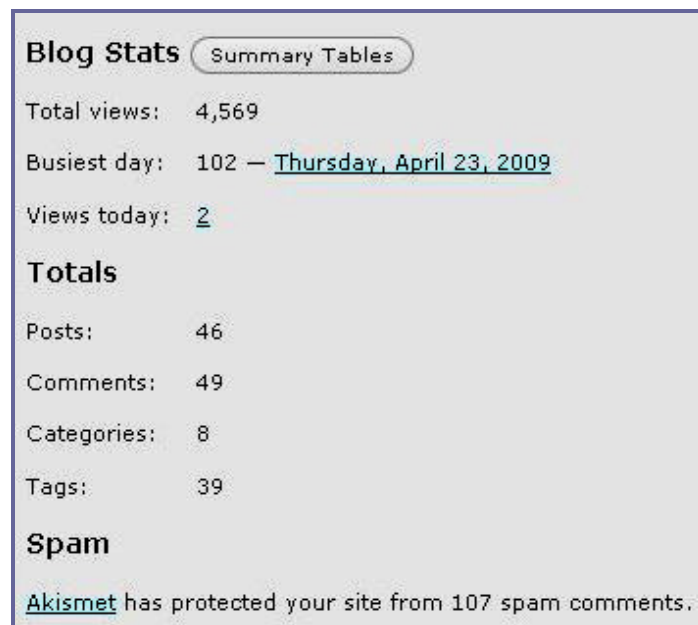 Blog Stats Summary Tables
Total views: 4,569
Busiest day: 102 — Thursday, April 23, 2009
Views today: 2
Totals
Posts: 46
Comments: 49
Categories: 8
Tags: 39
Spam
Akismet has protected your site from 107 spam comments.